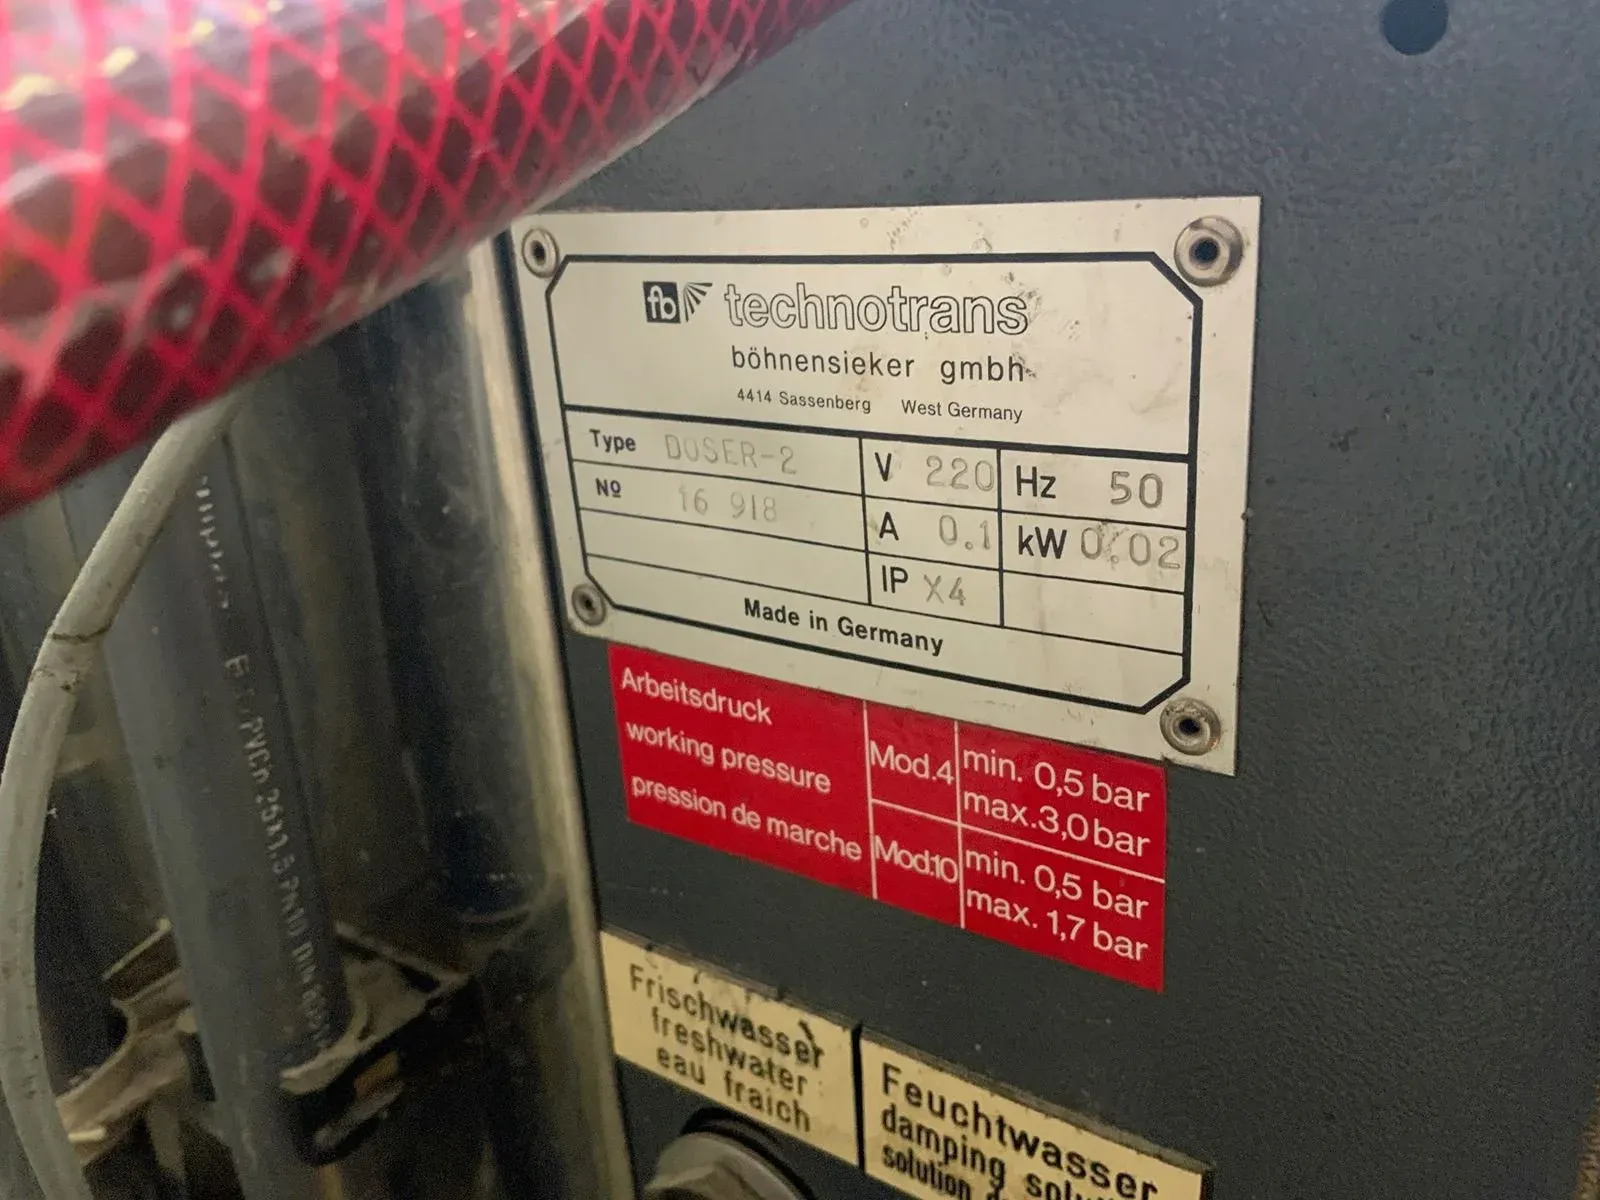 fb technotrans
böhnensieker gmbh
4414 Sassenberg West Germany
Type DOSER-2
V 220
Hz 50
Nº 16 918
A 0.1
kW 0.02
IP X4
Made in Germany
Arbeitsdruck
working pressure
pression de marche
Mod.4
min. 0,5 bar
max.3,0 bar
Mod.10
min. 0,5 bar
max. 1,7 bar
Frischwasser
freshwater
eau fraich
Feuchtwasser
damping
solution
PN10 DIN